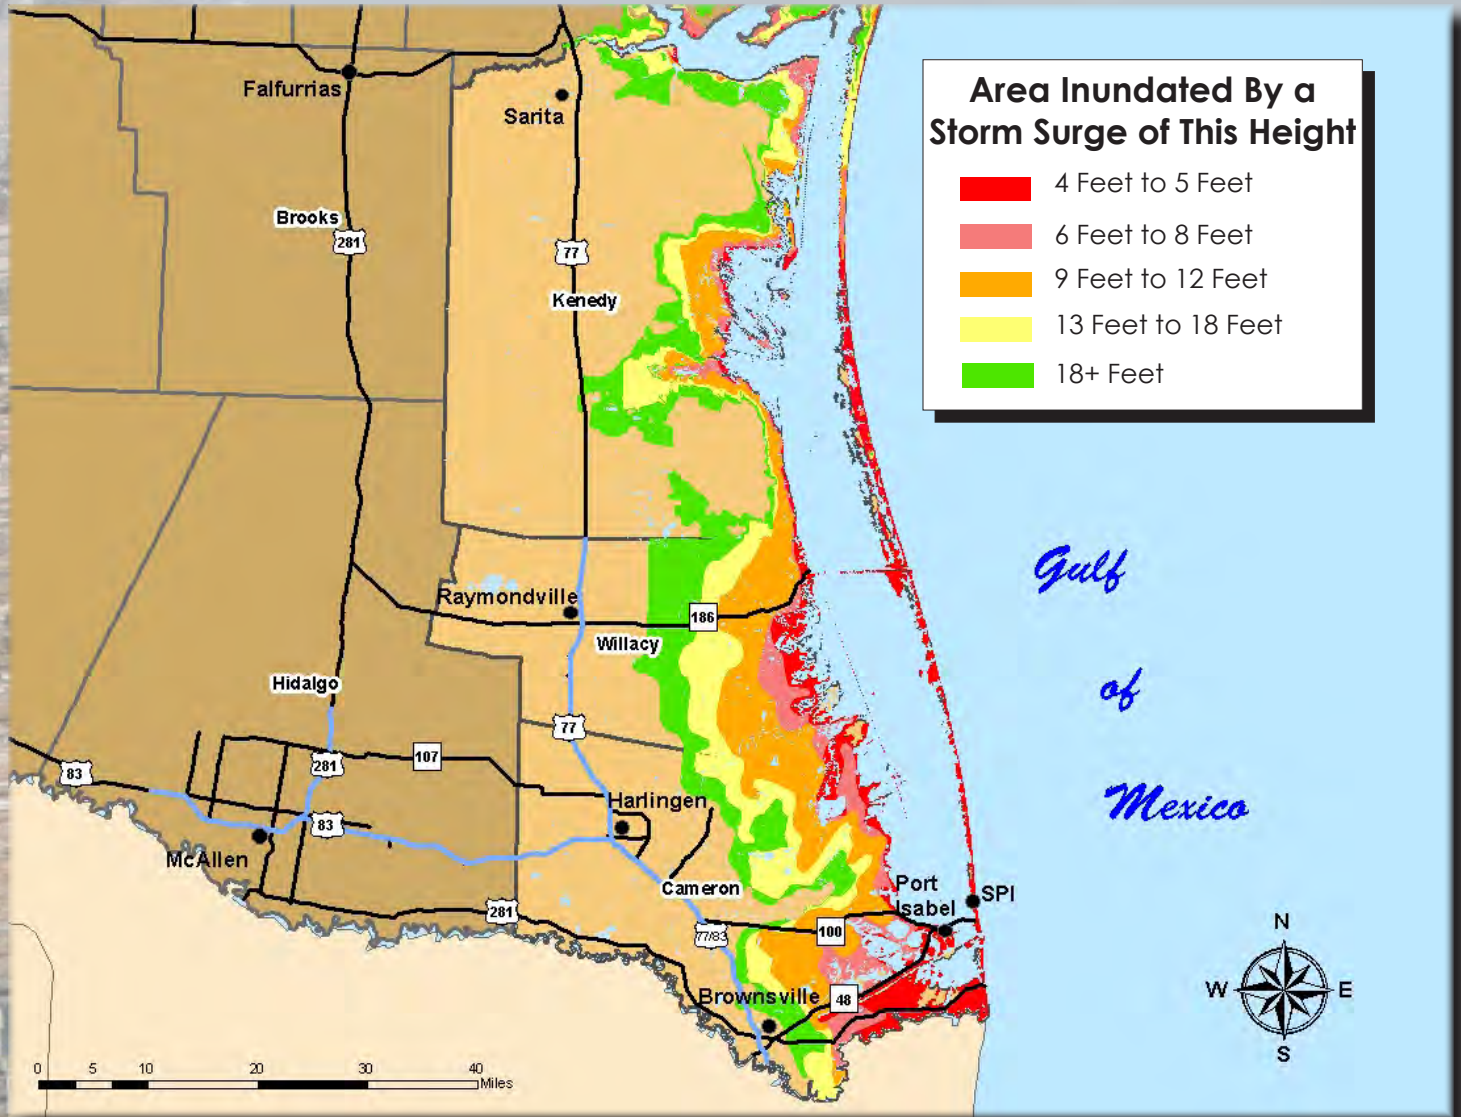 Area Inundated By a
Storm Surge of This Height
4 Feet to 5 Feet
6 Feet to 8 Feet
9 Feet to 12 Feet
13 Feet to 18 Feet
18+ Feet
Falfurrias
Sarita
Brooks
281
77
Kenedy
Gulf
of
Mexico
Raymondville
186
Willacy
Hidalgo
77
107
281
83
83
Harlingen
McAllen
Cameron
Port
Isabel
SPI
281
77/83
100
Brownsville
48
N
W
E
S
0 5 10 20 30 40
Miles